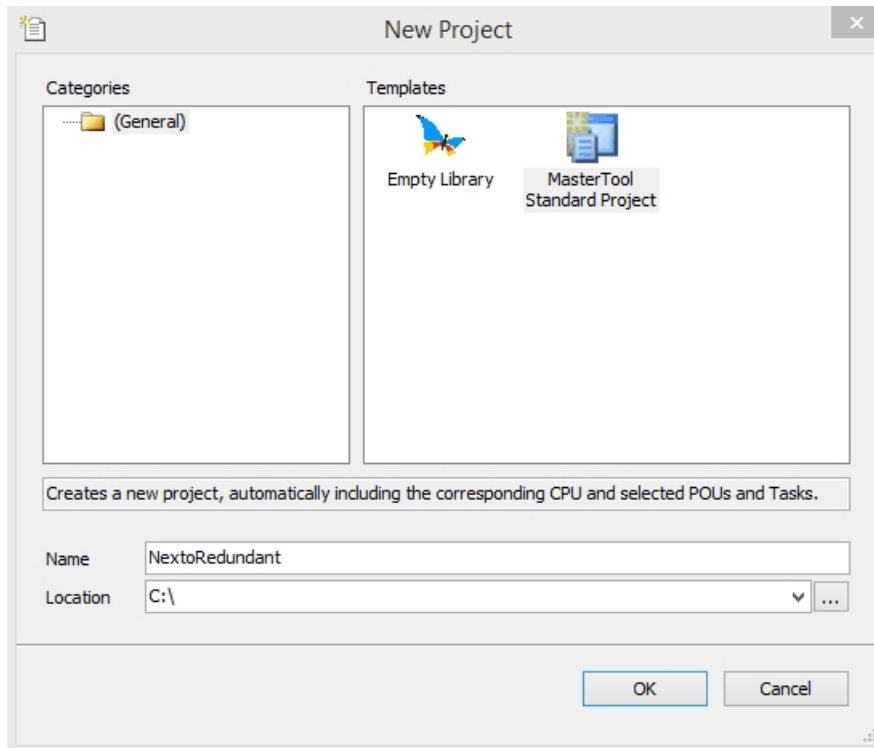 New Project
Categories
Templates
(General)
Empty Library
MasterTool
Standard Project
Creates a new project, automatically including the corresponding CPU and selected POUs and Tasks.
Name
NextoRedundant
Location
C:\
...
OK
Cancel